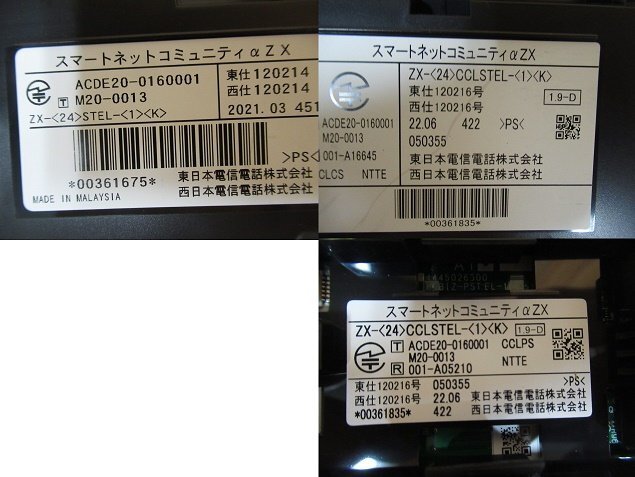 スマートネットコミュニティαZX
ACDE20-0160001
T M20-0013
東仕120214
西仕120214
ZX-<24>STEL-<1><K>
2021.03 451
>PS<
*00361675*
東日本電信電話株式会社
西日本電信電話株式会社
MADE IN MALAYSIA
スマートネットコミュニティαZX
ZX-<24>CCLSTEL-<1><K>
東仕120216号
西仕120216号
1.9-D
ACDE20-0160001
M20-0013
22.06 422 >PS<
050355
001-A16645
CLCS NTTE
東日本電信電話株式会社
西日本電信電話株式会社
*00361835*
スマートネットコミュニティαZX
ZX-<24>CCLSTEL-<1><K> 1.9-D
T ACDE20-0160001 CCLPS
M20-0013 NTTE
R 001-A05210
東仕120216号 050355 >PS<
西仕120216号 22.06 東日本電信電話株式会社
*00361835* 422 西日本電信電話株式会社